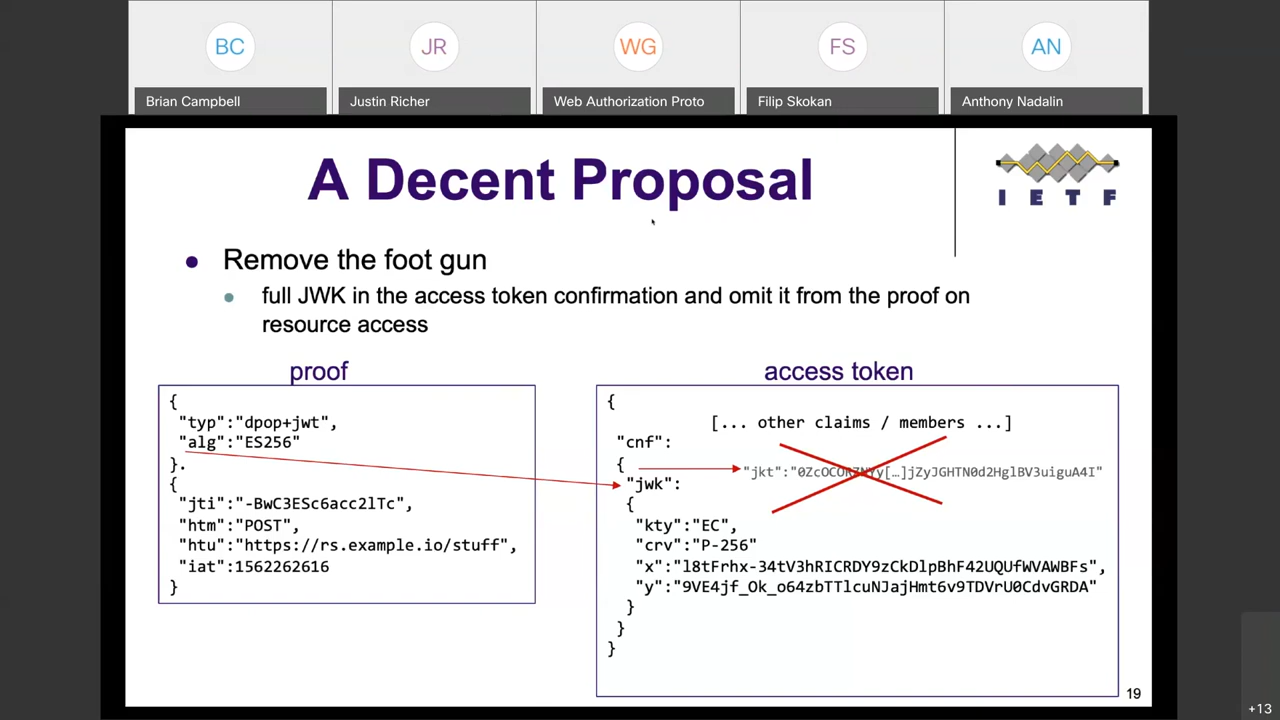 BC
JR
WG
FS
AN
Brian Campbell
Justin Richer
Web Authorization Proto
Filip Skokan
Anthony Nadalin
A Decent Proposal
I E T F
Remove the foot gun
full JWK in the access token confirmation and omit it from the proof on
resource access
proof
{
"typ":"dpop+jwt",
"alg":"ES256"
}.
{
"jti":"-BwC3ESc6acc2lTc",
"htm":"POST",
"htu":"https://rs.example.io/stuff",
"iat":1562262616
}
access token
{
[... other claims / members ...]
"cnf":
{
"jwk":
{
"kty":"EC",
"crv":"P-256"
"x":"l8tFrhx-34tV3hRICRDY9zCkDlpBhF42UQUfWVAWBFs",
"y":"9VE4jf_Ok_o64zbTTlcuNJajHmt6v9TDVrU0CdvGRDA"
}
}
}
19
+13